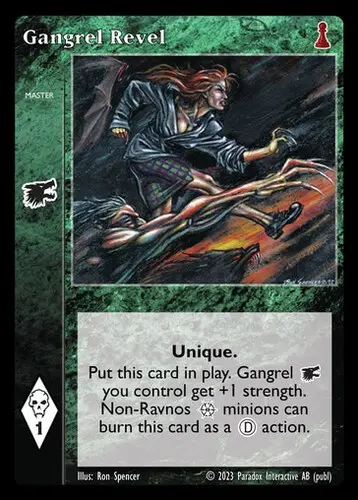 Gangrel Revel
MASTER
Unique.
Put this card in play. Gangrel
you control get +1 strength.
Non-Ravnos minions can
burn this card as a D action.
1
Illus: Ron Spencer
© 2023 Paradox Interactive AB (publ)